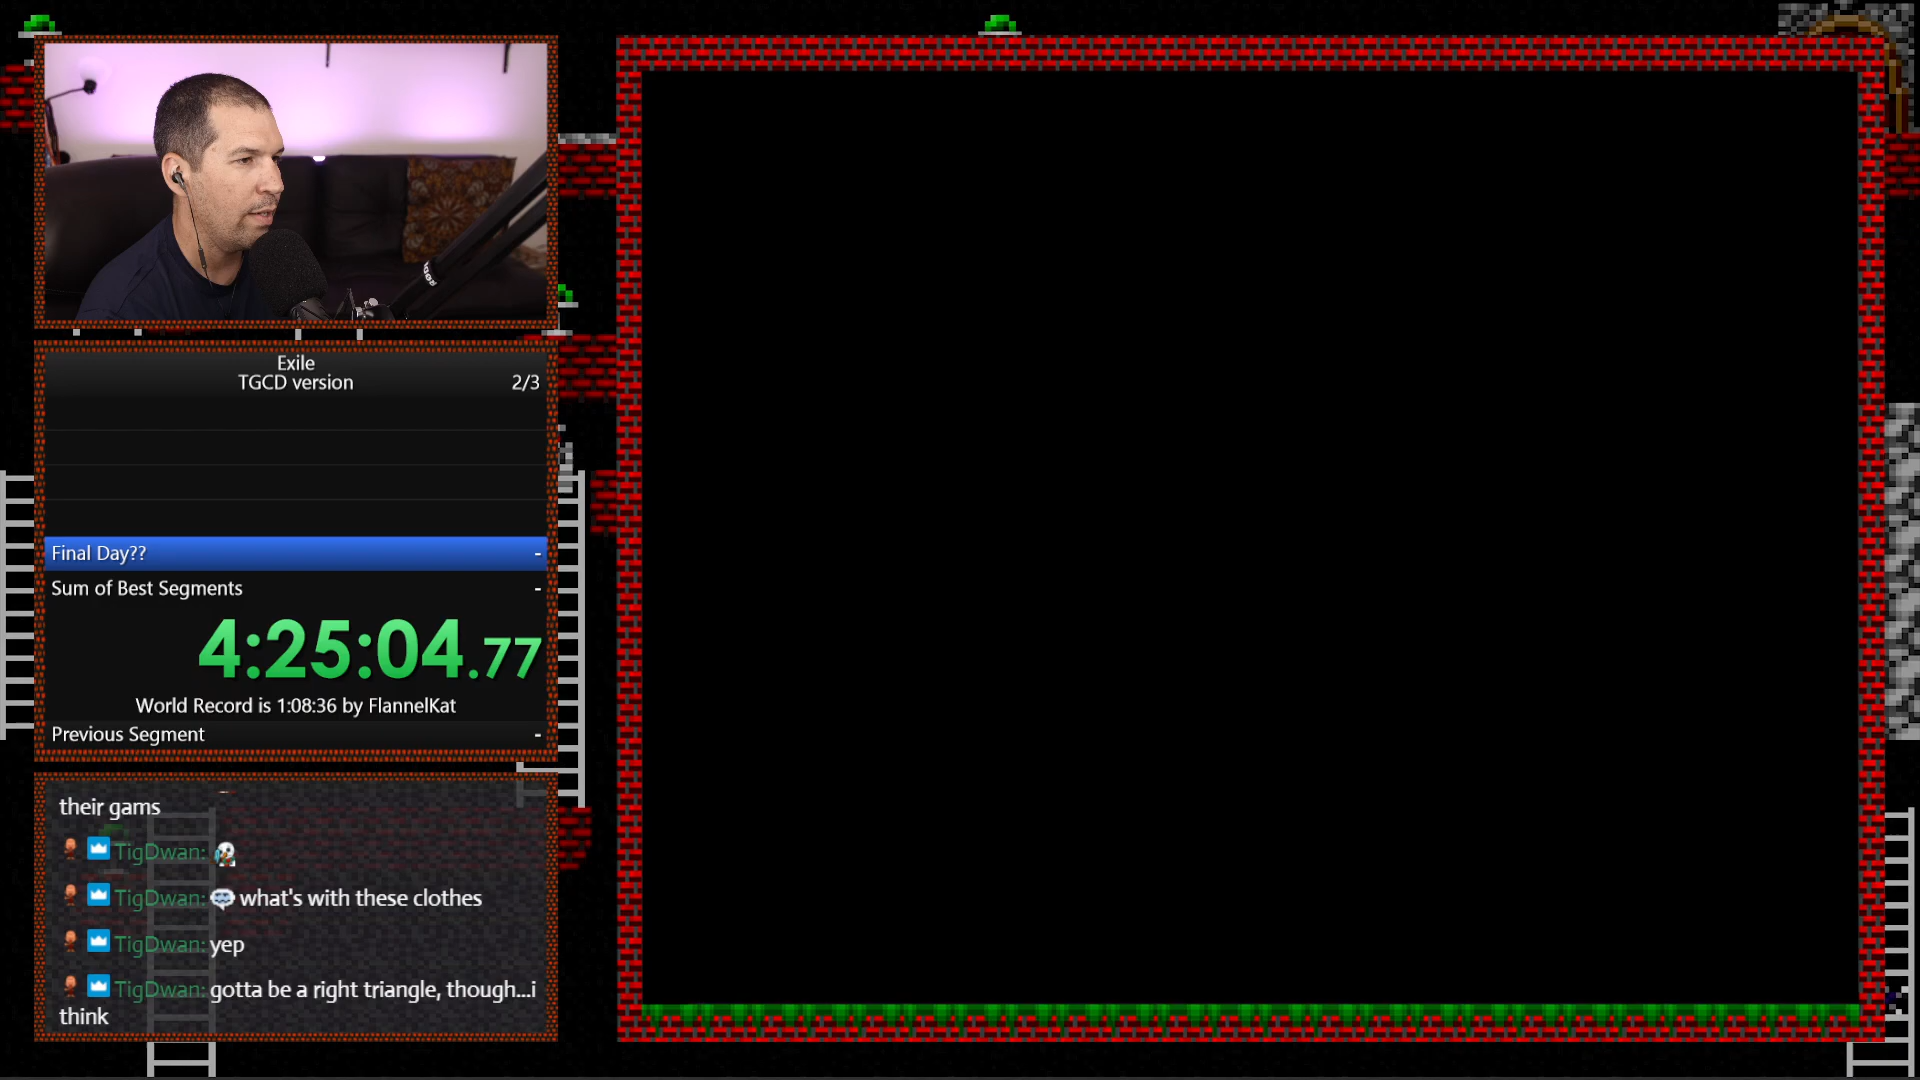 Exile
TGCD version 2/3
Final Day?? -
Sum of Best Segments -
4:25:04.77
World Record is 1:08:36 by FlannelKat
Previous Segment -
their gams
TigDwan:
TigDwan: what's with these clothes
TigDwan: yep
TigDwan: gotta be a right triangle, though...i
think